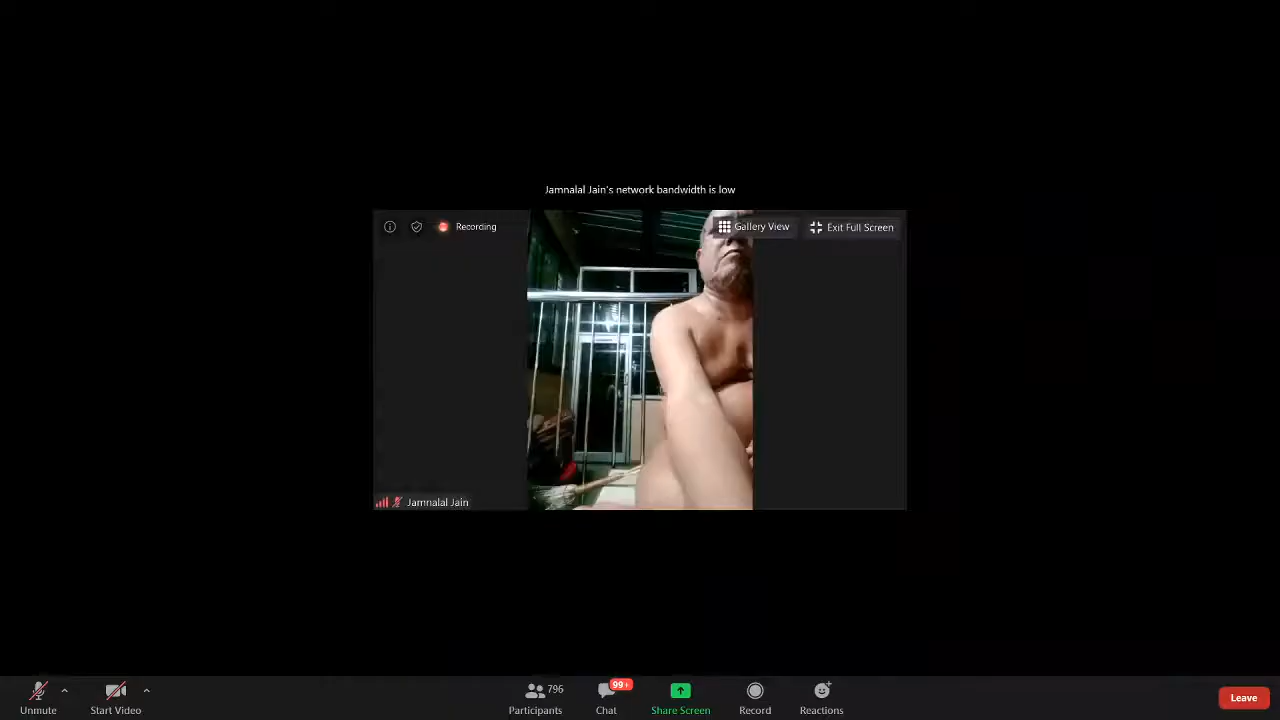 Jamnalal Jain's network bandwidth is low
Recording
Gallery View
Exit Full Screen
Jamnalal Jain
Unmute
Start Video
Participants
796
Chat
99+
Share Screen
Record
Reactions
Leave